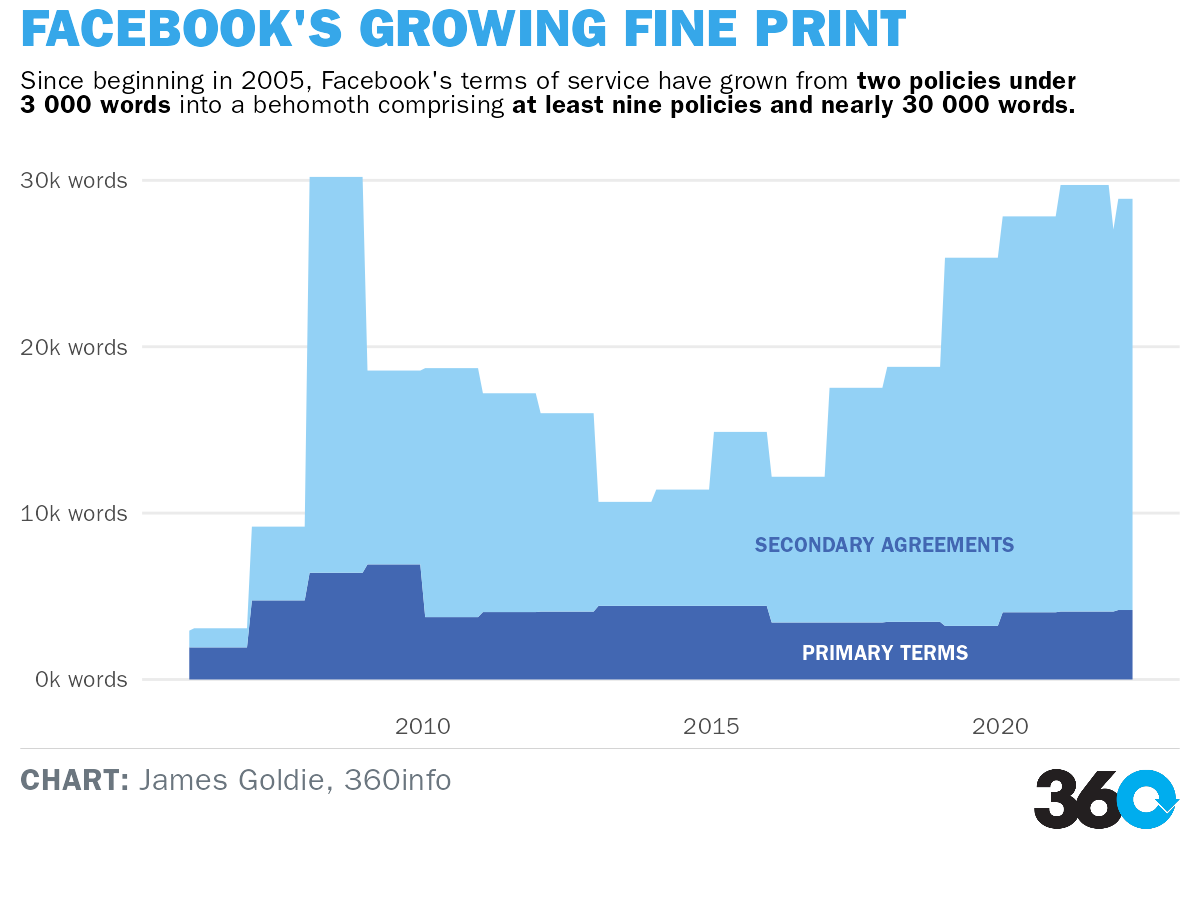 FACEBOOK'S GROWING FINE PRINT
Since beginning in 2005, Facebook's terms of service have grown from two policies under
3 000 words into a behomoth comprising at least nine policies and nearly 30 000 words.
30k words
20k words
10k words
0k words
SECONDARY AGREEMENTS
PRIMARY TERMS
2010 2015 2020
CHART: James Goldie, 360info
360